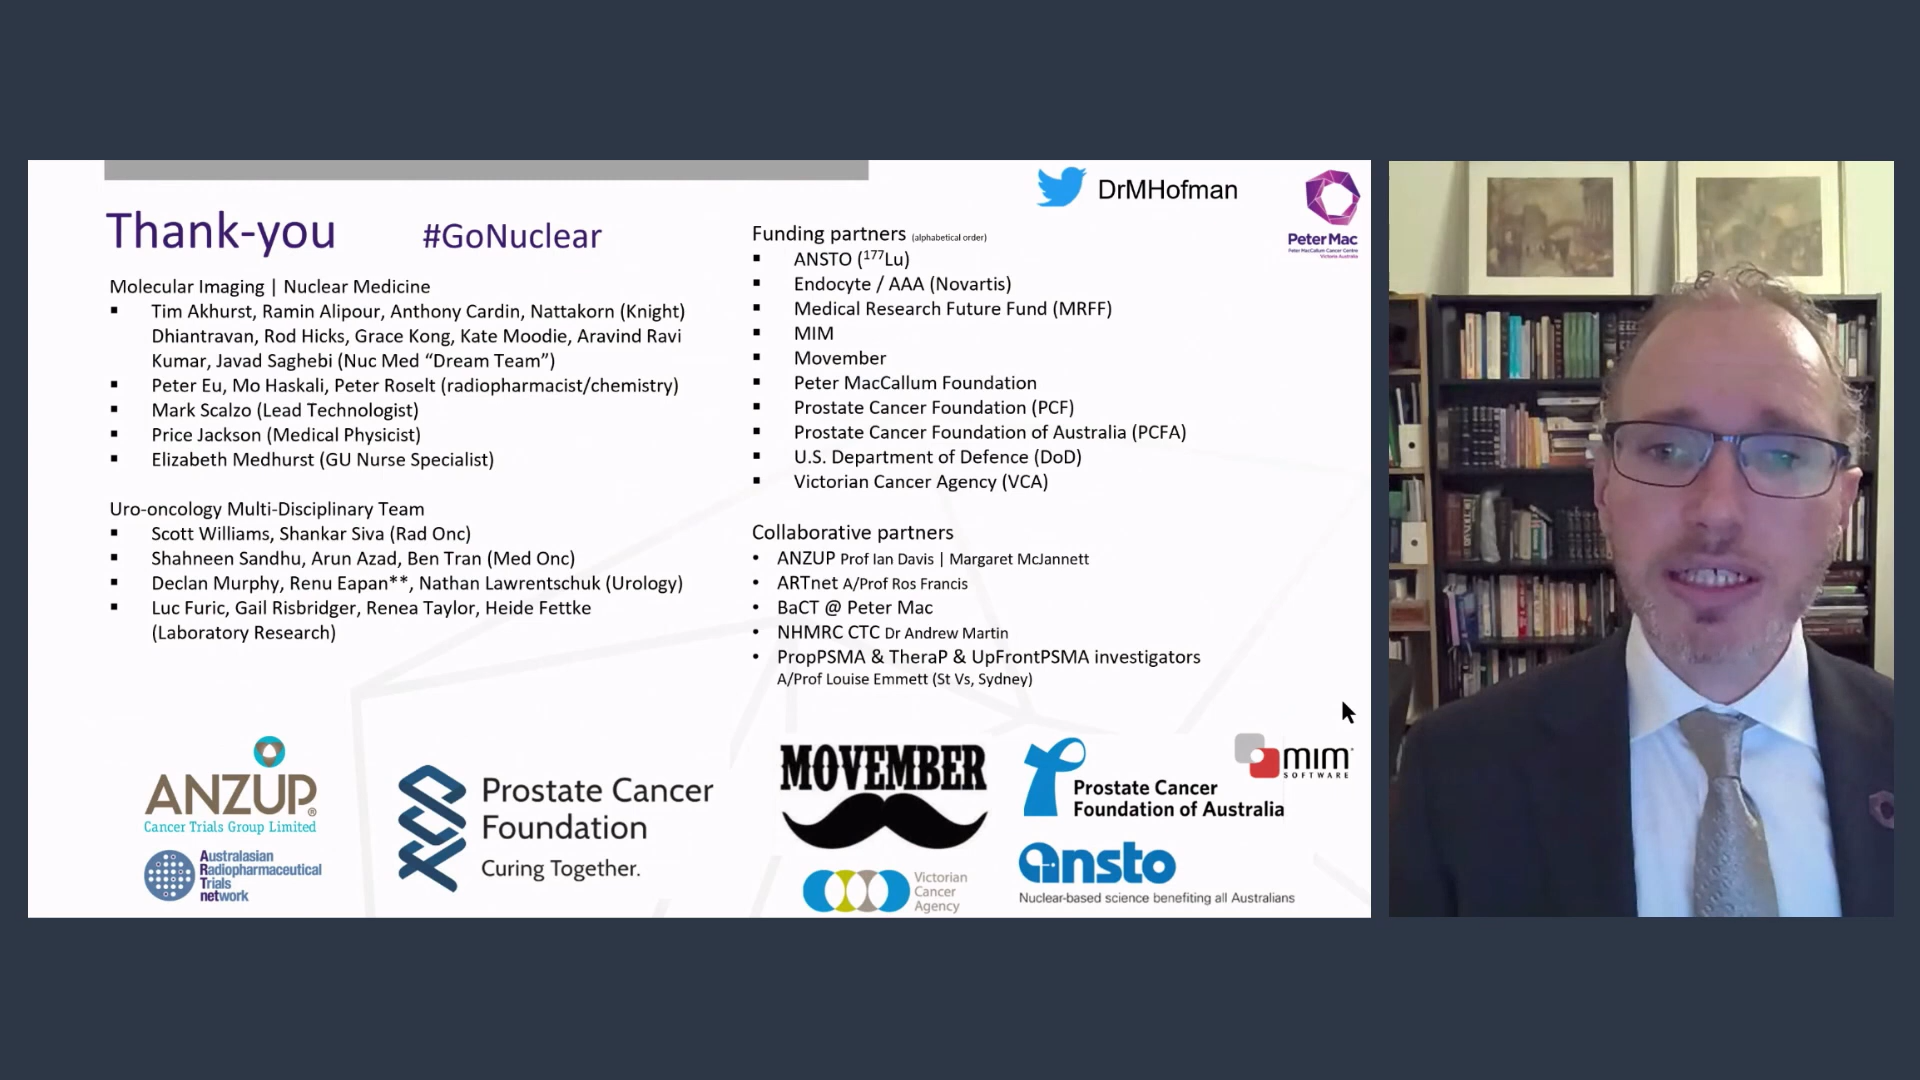 DrMHofman
Peter Mac
Peter MacCallum Cancer Centre
Victoria Australia
Thank-you
#GoNuclear
Molecular Imaging | Nuclear Medicine
▪ Tim Akhurst, Ramin Alipour, Anthony Cardin, Nattakorn (Knight)
Dhiantravan, Rod Hicks, Grace Kong, Kate Moodie, Aravind Ravi
Kumar, Javad Saghebi (Nuc Med “Dream Team”)
▪ Peter Eu, Mo Haskali, Peter Roselt (radiopharmacist/chemistry)
▪ Mark Scalzo (Lead Technologist)
▪ Price Jackson (Medical Physicist)
▪ Elizabeth Medhurst (GU Nurse Specialist)
Uro-oncology Multi-Disciplinary Team
▪ Scott Williams, Shankar Siva (Rad Onc)
▪ Shahneen Sandhu, Arun Azad, Ben Tran (Med Onc)
▪ Declan Murphy, Renu Eapan**, Nathan Lawrentschuk (Urology)
▪ Luc Furic, Gail Risbridger, Renea Taylor, Heide Fettke
(Laboratory Research)
Funding partners (alphabetical order)
▪ ANSTO (¹⁷⁷Lu)
▪ Endocyte / AAA (Novartis)
▪ Medical Research Future Fund (MRFF)
▪ MIM
▪ Movember
▪ Peter MacCallum Foundation
▪ Prostate Cancer Foundation (PCF)
▪ Prostate Cancer Foundation of Australia (PCFA)
▪ U.S. Department of Defence (DoD)
▪ Victorian Cancer Agency (VCA)
Collaborative partners
• ANZUP Prof Ian Davis | Margaret McJannett
• ARTnet A/Prof Ros Francis
• BaCT @ Peter Mac
• NHMRC CTC Dr Andrew Martin
• PropPSMA & TheraP & UpFrontPSMA investigators
A/Prof Louise Emmett (St Vs, Sydney)
ANZUP®
Cancer Trials Group Limited
Australasian
Radiopharmaceutical
Trials
network
Prostate Cancer
Foundation
Curing Together.
MOVEMBER
Victorian
Cancer
Agency
Prostate Cancer
Foundation of Australia
mim
SOFTWARE
ansto
Nuclear-based science benefiting all Australians